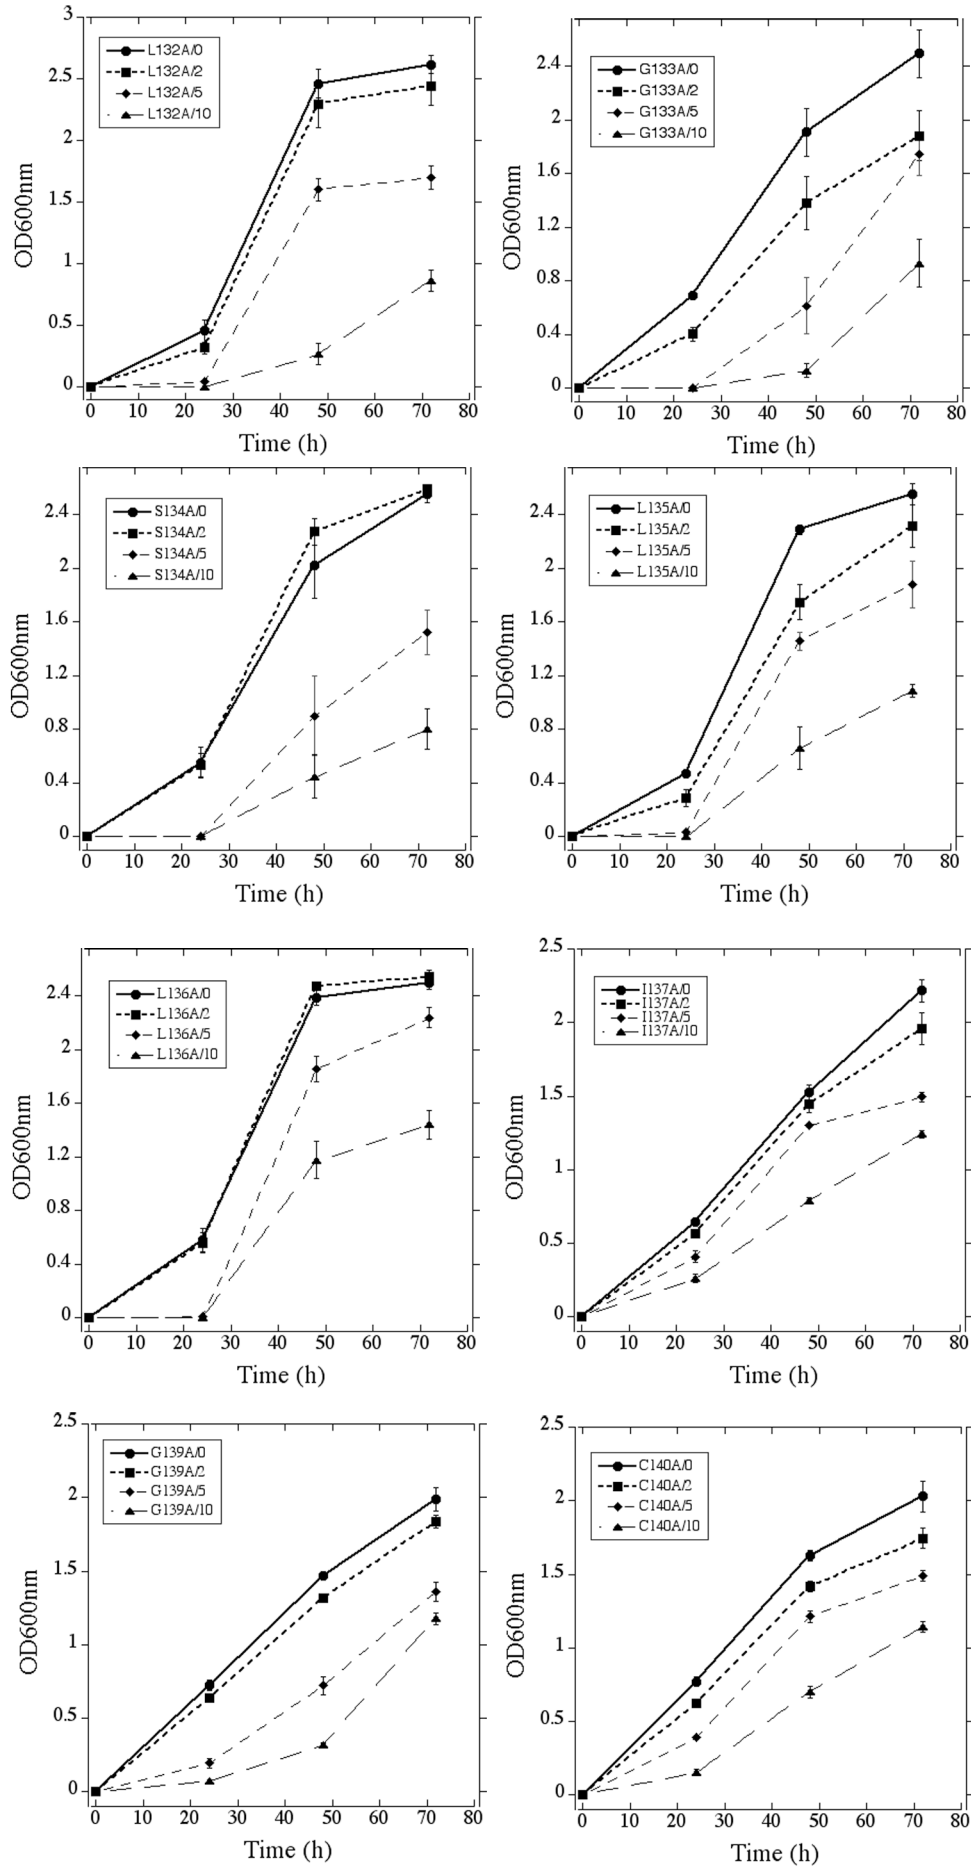 3
2.5
2
1.5
1
0.5
0
OD600nm
L132A/0
L132A/2
L132A/5
L132A/10
0 10 20 30 40 50 60 70 80
Time (h)
2.4
2
1.6
1.2
0.8
0.4
0
OD600nm
G133A/0
G133A/2
G133A/5
G133A/10
0 10 20 30 40 50 60 70 80
Time (h)
2.4
2
1.6
1.2
0.8
0.4
0
OD600nm
S134A/0
S134A/2
S134A/5
S134A/10
0 10 20 30 40 50 60 70 80
Time (h)
2.4
2
1.6
1.2
0.8
0.4
0
OD600nm
L135A/0
L135A/2
L135A/5
L135A/10
0 10 20 30 40 50 60 70 80
Time (h)
2.4
2
1.6
1.2
0.8
0.4
0
OD600nm
L136A/0
L136A/2
L136A/5
L136A/10
0 10 20 30 40 50 60 70 80
Time (h)
2.5
2
1.5
1
0.5
0
OD600nm
I137A/0
I137A/2
I137A/5
I137A/10
0 10 20 30 40 50 60 70 80
Time (h)
2.5
2
1.5
1
0.5
0
OD600nm
G139A/0
G139A/2
G139A/5
G139A/10
0 10 20 30 40 50 60 70 80
Time (h)
2.5
2
1.5
1
0.5
0
OD600nm
C140A/0
C140A/2
C140A/5
C140A/10
0 10 20 30 40 50 60 70 80
Time (h)